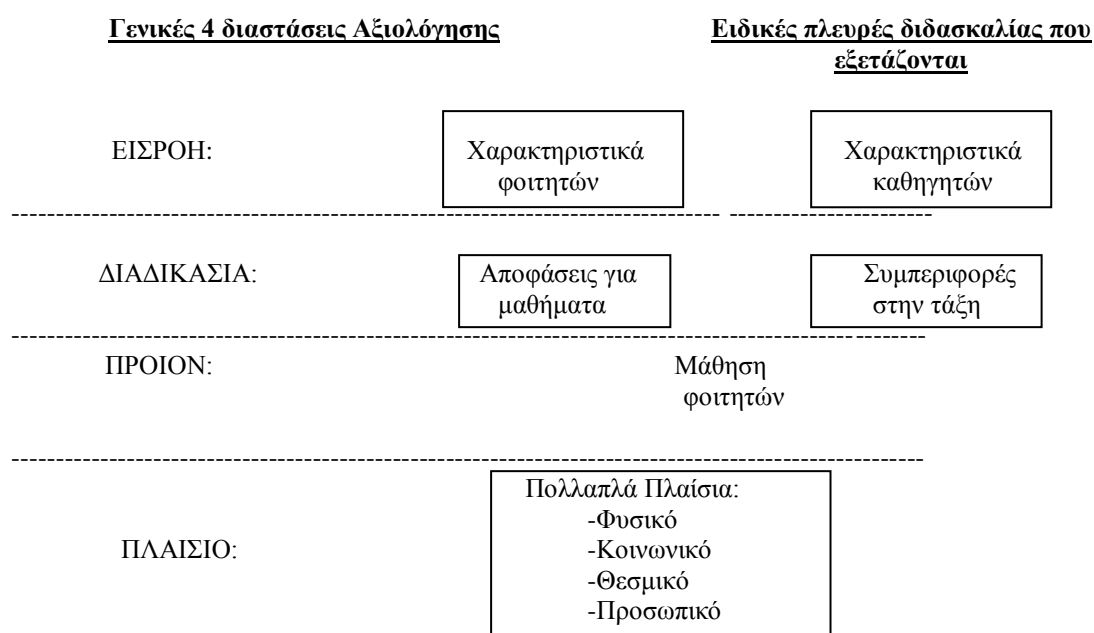 Γενικές 4 διαστάσεις Αξιολόγησης
Ειδικές πλευρές διδασκαλίας που
εξετάζονται
ΕΙΣΡΟΗ:
Χαρακτηριστικά
φοιτητών
Χαρακτηριστικά
καθηγητών
ΔΙΑΔΙΚΑΣΙΑ:
Αποφάσεις για
μαθήματα
Συμπεριφορές
στην τάξη
ΠΡΟΙΟΝ:
Μάθηση
φοιτητών
ΠΛΑΙΣΙΟ:
Πολλαπλά Πλαίσια:
-Φυσικό
-Κοινωνικό
-Θεσμικό
-Προσωπικό